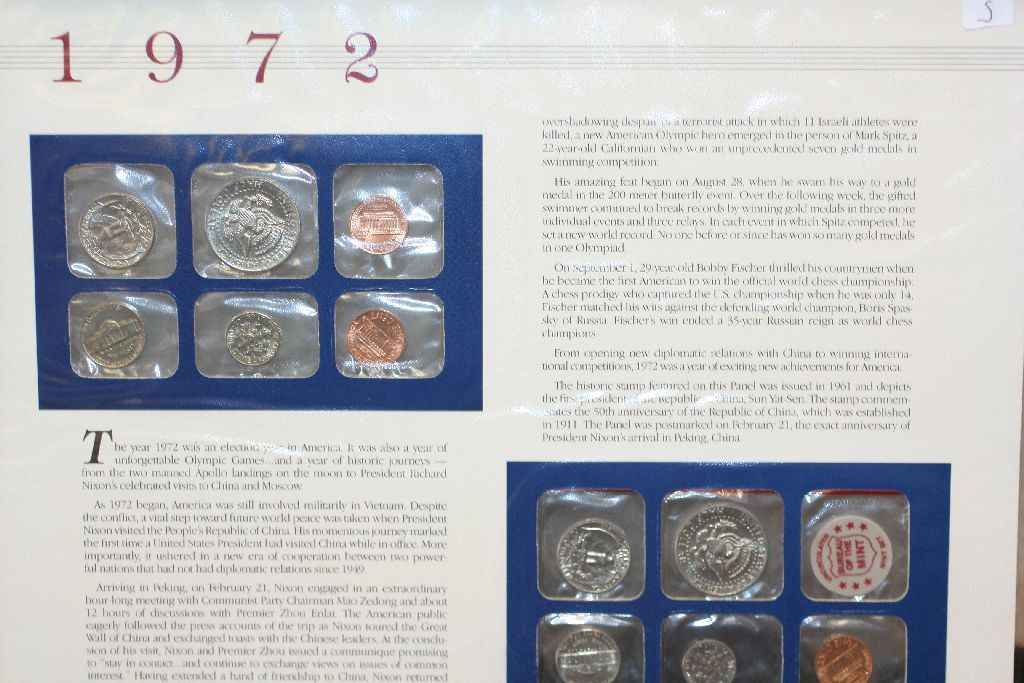 1972
S
The year 1972 was an election year in America. It was also a year of
unforgettable Olympic Games...and a year of historic journeys —
from the two manned Apollo landings on the moon to President Richard
Nixon's celebrated visits to China and Moscow.
As 1972 began, America was still involved militarily in Vietnam. Despite
the conflict, a vital step toward future world peace was taken when President
Nixon visited the People's Republic of China. His momentous journey marked
the first time a United States President had visited China while in office. More
importantly, it ushered in a new era of cooperation between two power-
ful nations that had not had diplomatic relations since 1949.
Arriving in Peking, on February 21, Nixon engaged in an extraordinary
hour-long meeting with Communist Party Chairman Mao Zedong and about
12 hours of discussions with Premier Zhou Enlai. The American public
eagerly followed the press accounts of the trip as Nixon toured the Great
Wall of China and exchanged toasts with the Chinese leaders. At the conclu-
sion of his visit, Nixon and Premier Zhou issued a communique promising
to "stay in contact...and continue to exchange views on issues of common
interest." Having extended a hand of friendship to China, Nixon returned
overshadowing despair of a terrorist attack in which 11 Israeli athletes were
killed, a new American Olympic hero emerged in the person of Mark Spitz, a
22-year-old Californian who won an unprecedented seven gold medals in
swimming competition.
His amazing feat began on August 28, when he swam his way to a gold
medal in the 200 meter butterfly event. Over the following week, the gifted
swimmer continued to break records by winning gold medals in three more
individual events and three relays. In each event in which Spitz competed, he
set a new world record. No one before or since has won so many gold medals
in one Olympiad.
On September 1, 29-year-old Bobby Fischer thrilled his countrymen when
he became the first American to win the official world chess championship.
A chess prodigy who captured the U.S. championship when he was only 14,
Fischer matched his wits against the defending world champion, Boris Spas-
sky of Russia. Fischer's win ended a 35-year Russian reign as world chess
champions.
From opening new diplomatic relations with China to winning interna-
tional competitions, 1972 was a year of exciting new achievements for America.
The historic stamp featured on this Panel was issued in 1961 and depicts
the first president of the Republic of China, Sun Yat-Sen. The stamp commem-
orates the 50th anniversary of the Republic of China, which was established
in 1911. The Panel was postmarked on February 21, the exact anniversary of
President Nixon's arrival in Peking, China.
UNCIRCULATED
BUREAU
OF THE
MINT
MINT SET